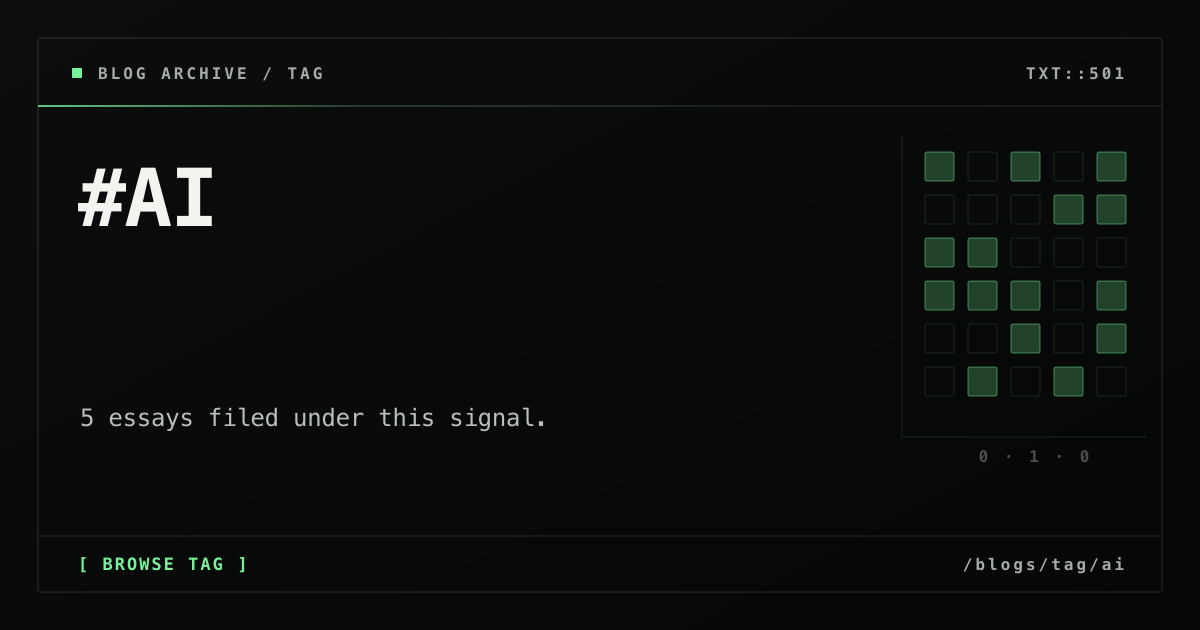 BLOG ARCHIVE / TAG
TXT::501
#AI
5 essays filed under this signal.
0 · 1 · 0
[ BROWSE TAG ]
/blogs/tag/ai